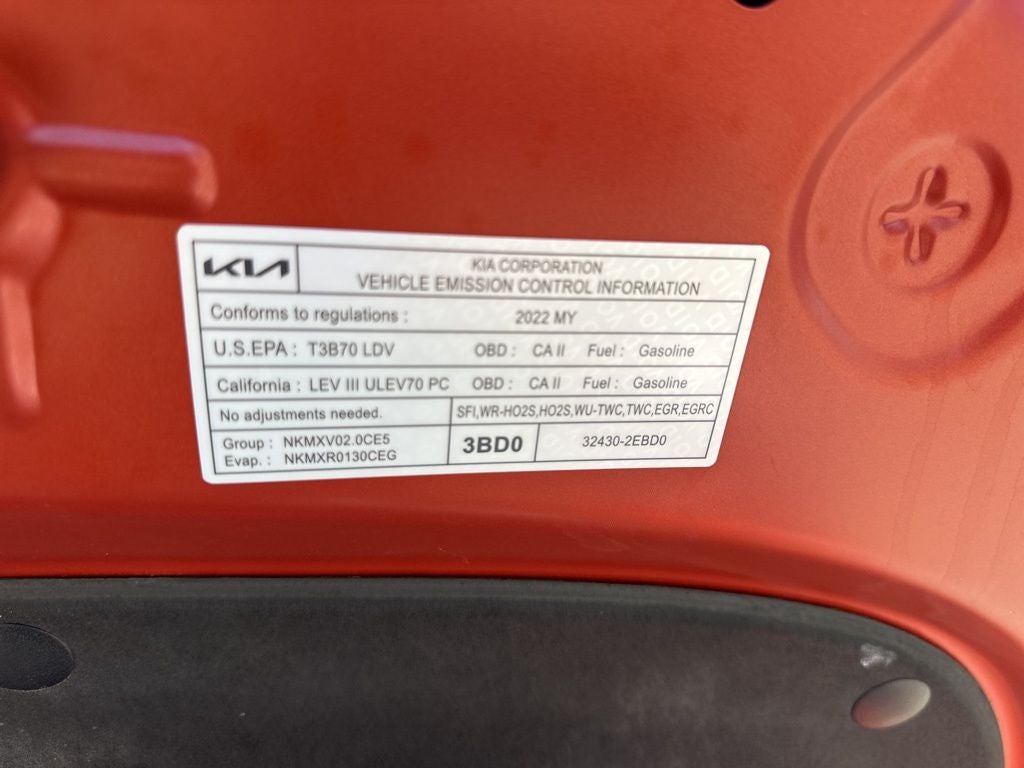 KIA
KIA CORPORATION
VEHICLE EMISSION CONTROL INFORMATION
Conforms to regulations : 2022 MY
U.S.EPA : T3B70 LDV OBD : CA II Fuel : Gasoline
California : LEV III ULEV70 PC OBD : CA II Fuel : Gasoline
No adjustments needed. SFI,WR-HO2S,HO2S,WU-TWC,TWC,EGR,EGRC
Group : NKMXV02.0CE5
Evap. : NKMXR0130CEG
3BD0 32430-2EBD0